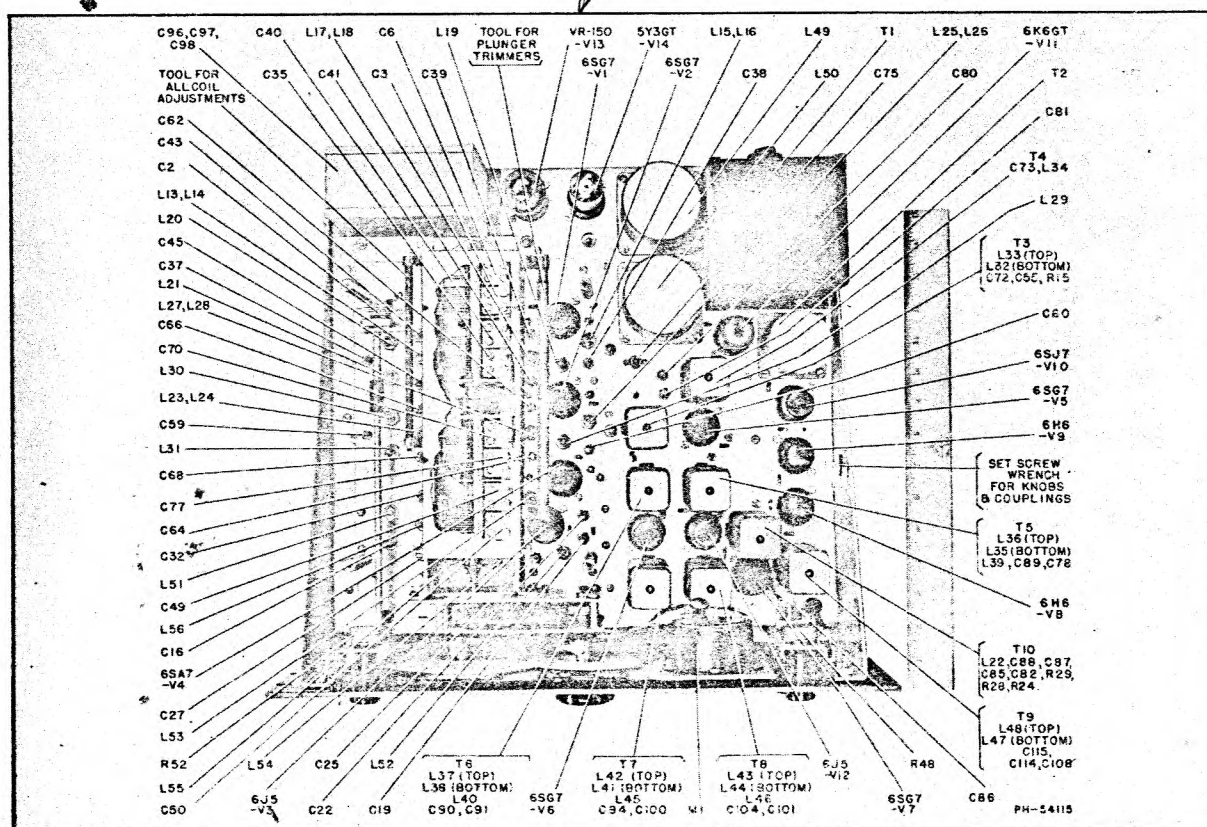 C96,C97,
C98
C40
L17,L18
C6
L19
TOOL FOR
PLUNGER
TRIMMERS
VR-150
-V13
5Y3GT
-V14
L15,L16
L49
T1
L25,L26
6K6GT
-V11
TOOL FOR
ALL COIL
ADJUSTMENTS
C35
C41
C3
C39
6SG7
-V1
6SG7
-V2
C38
L50
C75
C80
T2
C62
C43
C2
L13,L14
L20
C45
C37
L21
L27,L28
C66
C70
L30
L23,L24
C59
L31
C68
C77
C64
C32
L51
C49
L56
C16
6SA7
-V4
C27
L53
R52
L55
C50
C81
T4
C73,L34
L29
T3
L33(TOP)
L32(BOTTOM)
C72,C55,R15
C60
6SJ7
-V10
6SG7
-V5
6H6
-V9
SET SCREW
WRENCH
FOR KNOBS
& COUPLINGS
T5
L36(TOP)
L35(BOTTOM)
L39,C89,C78
6H6
-V8
T10
L22,C88,C87,
C85,C82,R29,
R28,R24.
T9
L48(TOP)
L47(BOTTOM)
C115,
C114,C108
L54
6J5
-V3
C25
C22
L52
C19
T6
L37(TOP)
L38(BOTTOM)
L40
C90,C91
6SG7
-V6
T7
L42(TOP)
L41(BOTTOM)
L45
C94,C100
M1
T8
L43(TOP)
L44(BOTTOM)
L46
C104,C101
6J5
-V12
R48
6SG7
-V7
C86
PH-54115